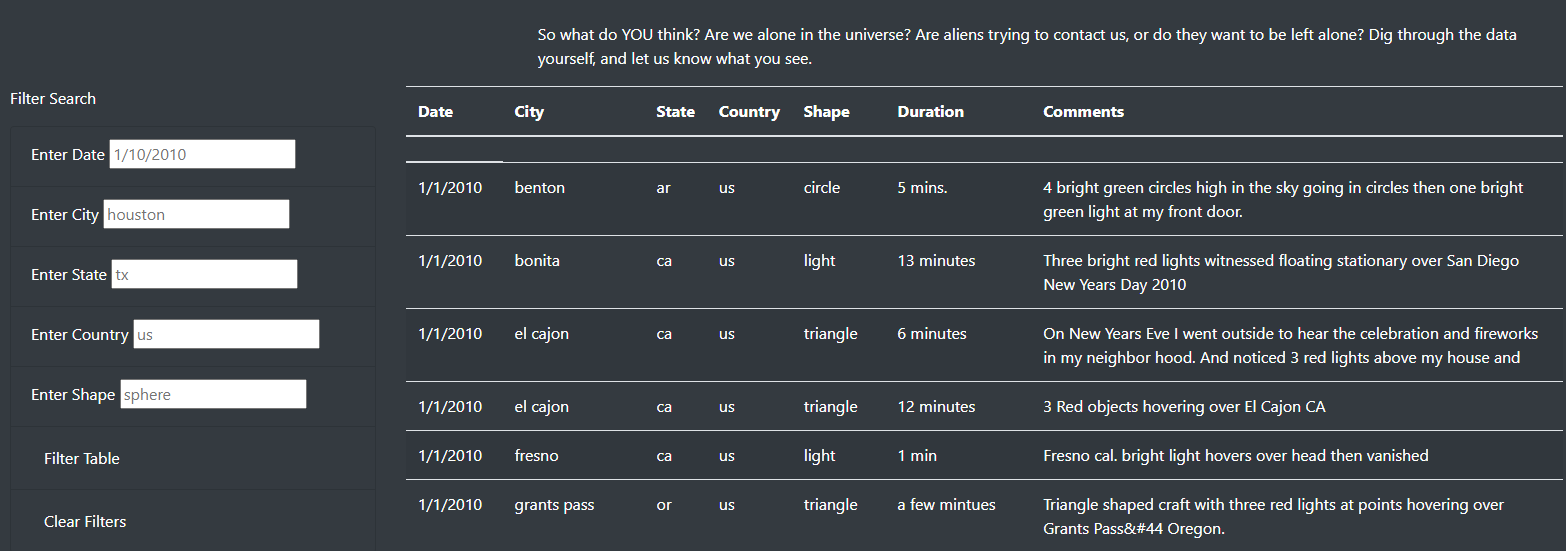 So what do YOU think? Are we alone in the universe? Are aliens trying to contact us, or do they want to be left alone? Dig through the data
yourself, and let us know what you see.
Filter Search
Enter Date 1/10/2010
Enter City houston
Enter State tx
Enter Country us
Enter Shape sphere
Filter Table
Clear Filters
Date City State Country Shape Duration Comments
1/1/2010 benton ar us circle 5 mins. 4 bright green circles high in the sky going in circles then one bright
green light at my front door.
1/1/2010 bonita ca us light 13 minutes Three bright red lights witnessed floating stationary over San Diego
New Years Day 2010
1/1/2010 el cajon ca us triangle 6 minutes On New Years Eve I went outside to hear the celebration and fireworks
in my neighbor hood. And noticed 3 red lights above my house and
1/1/2010 el cajon ca us triangle 12 minutes 3 Red objects hovering over El Cajon CA
1/1/2010 fresno ca us light 1 min Fresno cal. bright light hovers over head then vanished
1/1/2010 grants pass or us triangle a few mintues Triangle shaped craft with three red lights at points hovering over
Grants Pass&#44 Oregon.